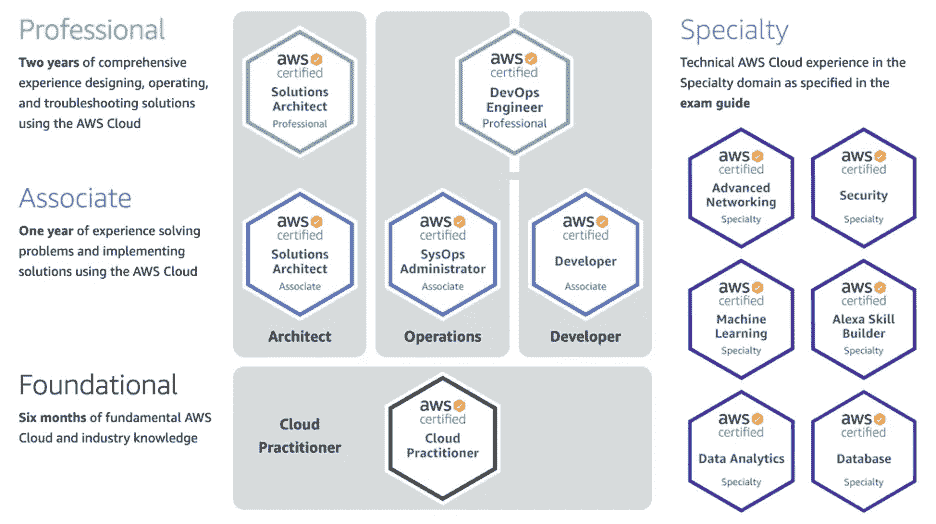 Professional
Two years of comprehensive
experience designing, operating,
and troubleshooting solutions
using the AWS Cloud
aws
certified
Solutions
Architect
Professional
aws
certified
DevOps
Engineer
Professional
Associate
One year of experience solving
problems and implementing
solutions using the AWS Cloud
aws
certified
Solutions
Architect
Associate
aws
certified
SysOps
Administrator
Associate
aws
certified
Developer
Associate
Architect
Operations
Developer
Foundational
Six months of fundamental AWS
Cloud and industry knowledge
Cloud
Practitioner
aws
certified
Cloud
Practitioner
Specialty
Technical AWS Cloud experience in the
Specialty domain as specified in the
exam guide
aws
certified
Advanced
Networking
Specialty
aws
certified
Security
Specialty
aws
certified
Machine
Learning
Specialty
aws
certified
Alexa Skill
Builder
Specialty
aws
certified
Data Analytics
Specialty
aws
certified
Database
Specialty